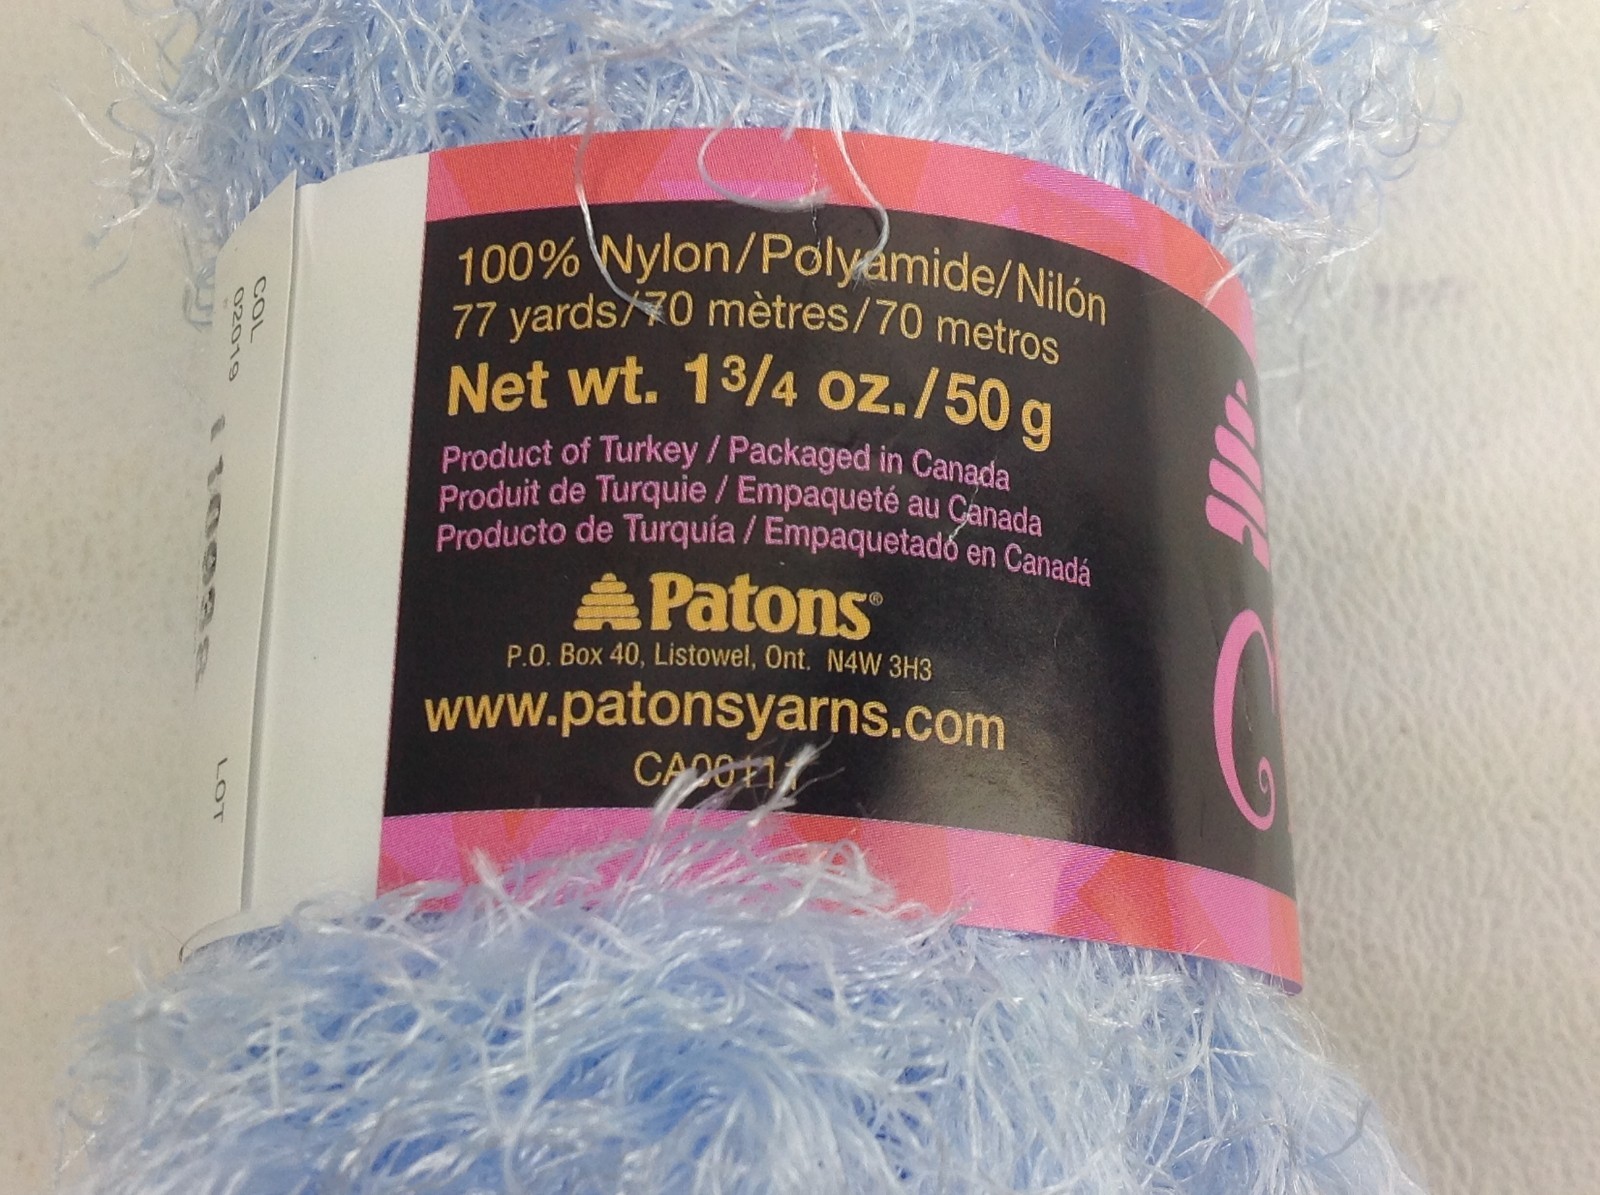 100% Nylon/Polyamide/Nilón
77 yards/70 mètres/70 metros
Net wt. 1 3/4 oz./50 g
Product of Turkey / Packaged in Canada
Produit de Turquie / Empaqueté au Canada
Producto de Turquía / Empaquetado en Canadá
Patons®
P.O. Box 40, Listowel, Ont. N4W 3H3
www.patonsyarns.com
CA00111
COL
02019
LOT